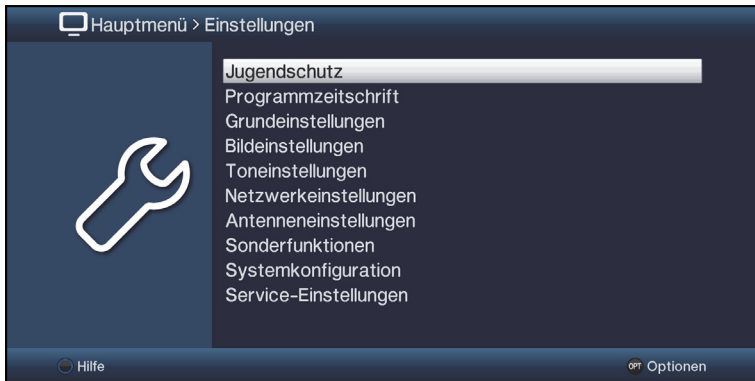 Hauptmenü > Einstellungen
Jugendschutz
Programmzeitschrift
Grundeinstellungen
Bildeinstellungen
Toneinstellungen
Netzwerkeinstellungen
Antenneneinstellungen
Sonderfunktionen
Systemkonfiguration
Service-Einstellungen
Hilfe
OPT Optionen